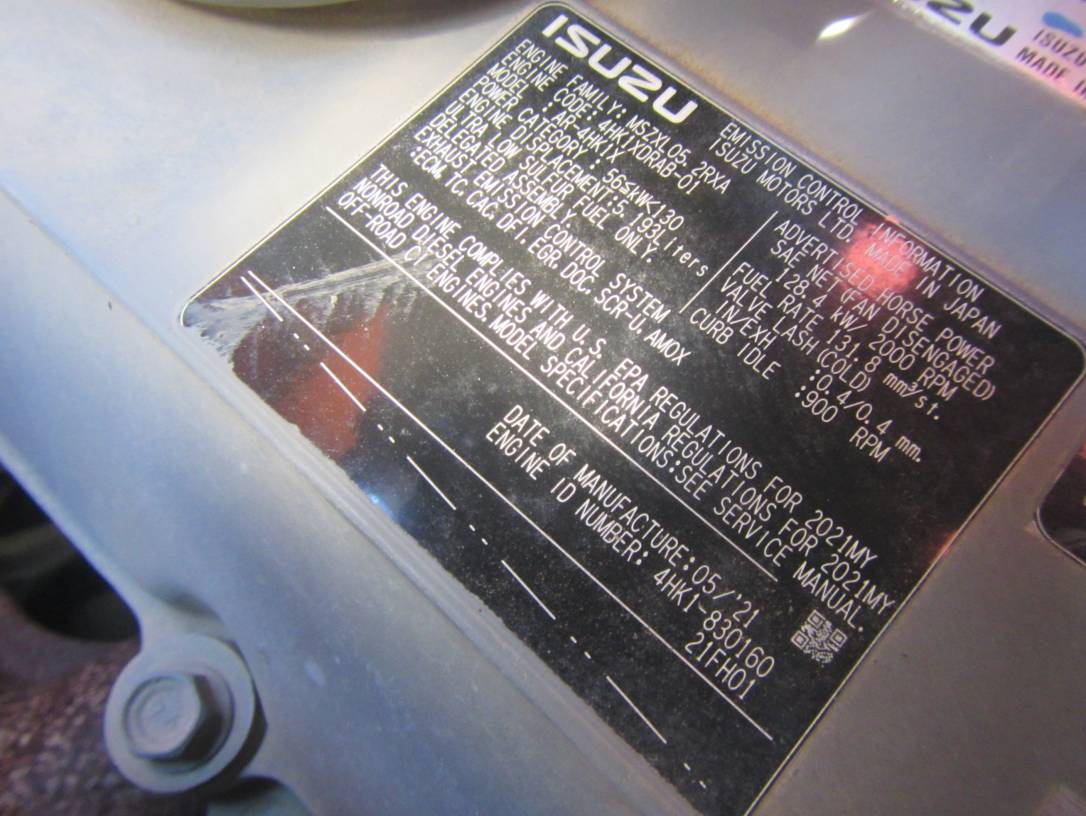 ISUZU
EMISSION CONTROL INFORMATION
ISUZU MOTORS LTD. MADE IN JAPAN
ENGINE FAMILY: MSZXL05.2RXA
ENGINE CODE: 4HK1XDRAB-01
MODEL : AR-4HK1X
POWER CATEGORY : 56≤kW<130
ENGINE DISPLACEMENT: 5.193Liters
ULTRA LOW SULFUR FUEL ONLY.
DELEGATED ASSEMBLY
EXHAUST EMISSION CONTROL SYSTEM
:ECM, TC, CAC, DFI, EGR, DOC, SCR-U, AMOX
ADVERTISED HORSE POWER
SAE NET (FAN DISENGAGED)
128.4 kW/ 2000 RPM
FUEL RATE 131.8 mm³/st.
VALVE LASH(COLD)
IN/EXH :0.4/0.4 mm.
CURB IDLE :900 RPM
THIS ENGINE COMPLIES WITH U.S. EPA REGULATIONS FOR 2021MY
NONROAD DIESEL ENGINES AND CALIFORNIA REGULATIONS FOR 2021MY
OFF-ROAD CI ENGINES. MODEL SPECIFICATIONS:SEE SERVICE MANUAL.
DATE OF MANUFACTURE:05/'21
ENGINE ID NUMBER: 4HK1-830160
21FH01
ISUZU
MADE